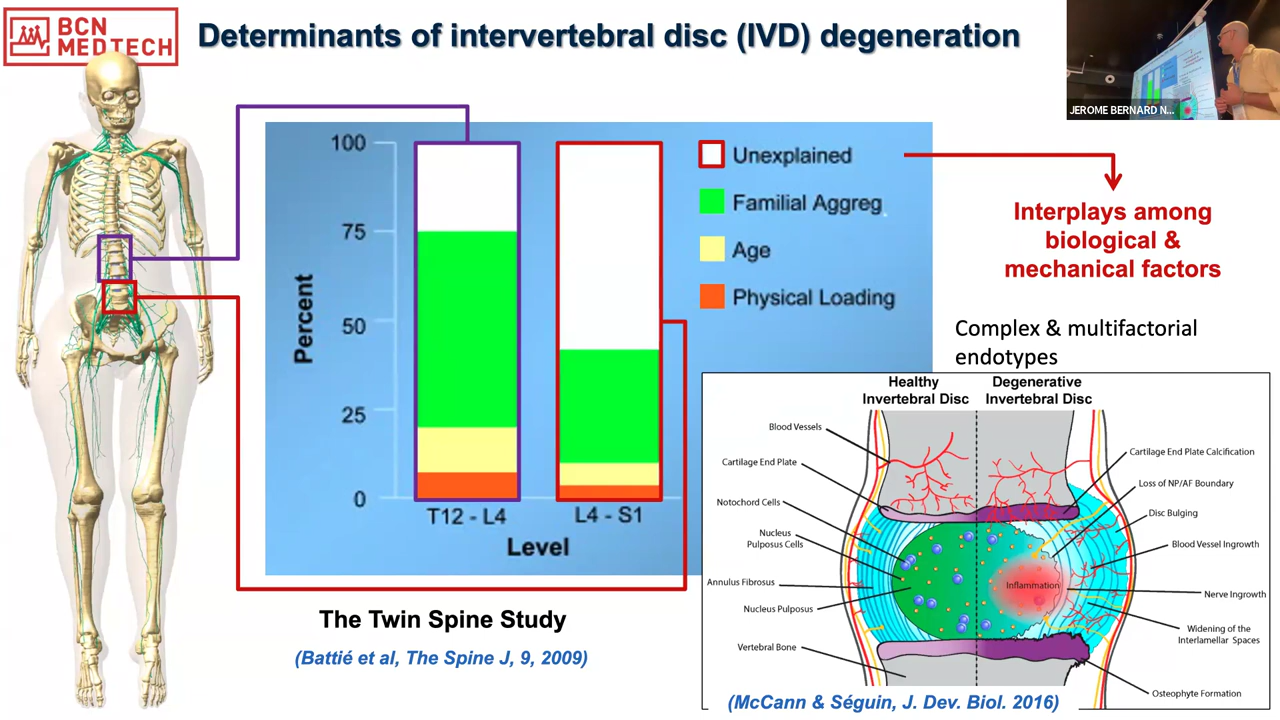 BCN
MEDTECH
Determinants of intervertebral disc (IVD) degeneration
JEROME BERNARD N...
100
75
50
25
0
Percent
T12 - L4
L4 - S1
Level
Unexplained
Familial Aggreg
Age
Physical Loading
Interplays among
biological &
mechanical factors
Complex & multifactorial
endotypes
The Twin Spine Study
(Battié et al, The Spine J, 9, 2009)
Healthy
Invertebral Disc
Degenerative
Invertebral Disc
Blood Vessels
Cartilage End Plate
Notochord Cells
Nucleus
Pulposus Cells
Annulus Fibrosus
Nucleus Pulposus
Vertebral Bone
Inflammation
Cartilage End Plate Calcification
Loss of NP/AF Boundary
Disc Bulging
Blood Vessel Ingrowth
Nerve Ingrowth
Widening of the
Interlamellar Spaces
Osteophyte Formation
(McCann & Séguin, J. Dev. Biol. 2016)